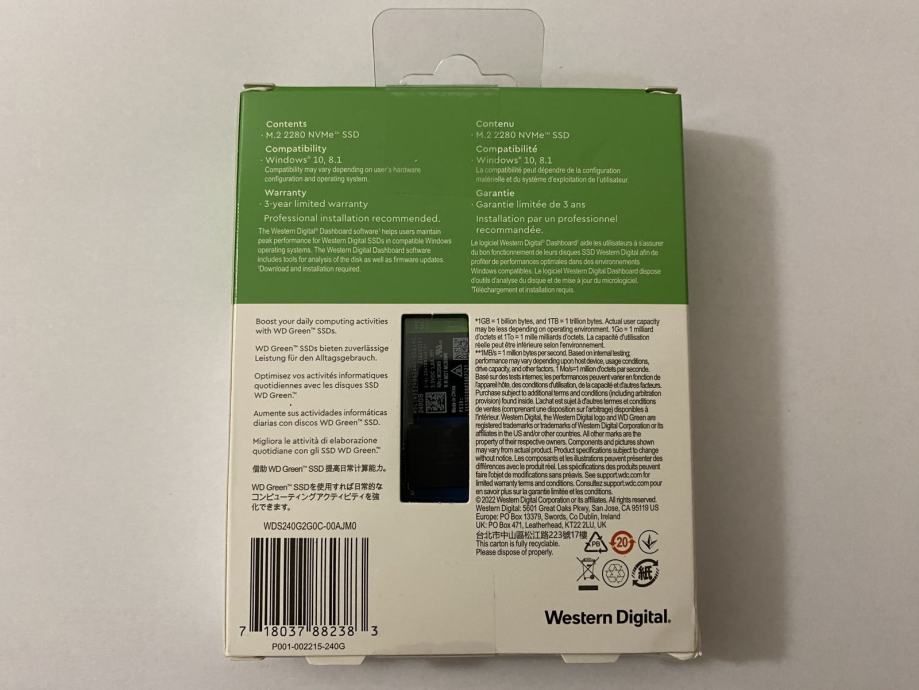 Contents
· M.2 2280 NVMe™ SSD
Compatibility
· Windows® 10, 8.1
Compatibility may vary depending on user's hardware
configuration and operating system.
Warranty
· 3-year limited warranty
Professional installation recommended.
The Western Digital® Dashboard software¹ helps users maintain
peak performance for Western Digital SSDs in compatible Windows
operating systems. The Western Digital Dashboard software
includes tools for analysis of the disk as well as firmware updates.
¹Download and installation required.
Contenu
· M.2 2280 NVMe™ SSD
Compatibilité
· Windows® 10, 8.1
La compatibilité peut dépendre de la configuration
matérielle et du système d'exploitation de l'utilisateur.
Garantie
· Garantie limitée de 3 ans
Installation par un professionnel
recommandée.
Le logiciel Western Digital® Dashboard¹ aide les utilisateurs à s'assurer
du bon fonctionnement de leurs disques SSD Western Digital afin de
profiter de performances optimales dans des environnements
Windows compatibles. Le logiciel Western Digital Dashboard dispose
d'outils d'analyse du disque et de mise à jour du micrologiciel.
¹Téléchargement et installation requis.
Boost your daily computing activities
with WD Green™ SSDs.
WD Green™ SSDs bieten zuverlässige
Leistung für den Alltagsgebrauch.
Optimisez vos activités informatiques
quotidiennes avec les disques SSD
WD Green.™
Aumente sus actividades informáticas
diarias con discos WD Green™ SSD.
Migliora le attività di elaborazione
quotidiane con gli SSD WD Green.™
借助 WD Green™ SSD 提高日常计算能力。
WD Green™ SSDを使用すれば日常的な
コンピューティングアクティビティを強
化できます。
WDS240G2G0C-00AJM0
7 18037 88238 3
P001-002215-240G
*1GB = 1 billion bytes, and 1TB = 1 trillion bytes. Actual user capacity
may be less depending on operating environment. 1Go = 1 milliard
d'octets et 1To = 1 mille milliards d'octets. La capacité d'utilisation
réelle peut être inférieure selon l'environnement.
**1MB/s = 1 million bytes per second. Based on internal testing;
performance may vary depending upon host device, usage conditions,
drive capacity, and other factors. 1 Mo/s=1 million d'octets par seconde.
Basé sur des tests internes; les performances peuvent varier en fonction de
l'appareil hôte, des conditions d'utilisation, de la capacité et d'autres facteurs.
Purchase subject to additional terms and conditions (including arbitration
provision) found inside. L'achat est sujet à d'autres termes et conditions
de ventes (comprenant une disposition sur l'arbitrage) disponibles à
l'intérieur. Western Digital, the Western Digital logo and WD Green are
registered trademarks or trademarks of Western Digital Corporation or its
affiliates in the US and/or other countries. All other marks are the
property of their respective owners. Components and pictures shown
may vary from actual product. Product specifications subject to change
without notice. Les composants et les illustrations peuvent présenter des
différences avec le produit réel. Les spécifications des produits peuvent
faire l'objet de modifications sans préavis. See support.wdc.com for
limited warranty terms and conditions. Consultez support.wdc.com pour
en savoir plus sur la garantie limitée et les conditions.
© 2022 Western Digital Corporation or its affiliates. All rights reserved.
Western Digital: 5601 Great Oaks Pkwy, San Jose, CA 95119 US
Europe: PO Box 13379, Swords, Co Dublin, Ireland
UK: PO Box 471, Leatherhead, KT22 2LU, UK
台北市中山區松江路223號17樓
This carton is fully recyclable.
Please dispose of properly.
PB
20
紙
Western Digital®